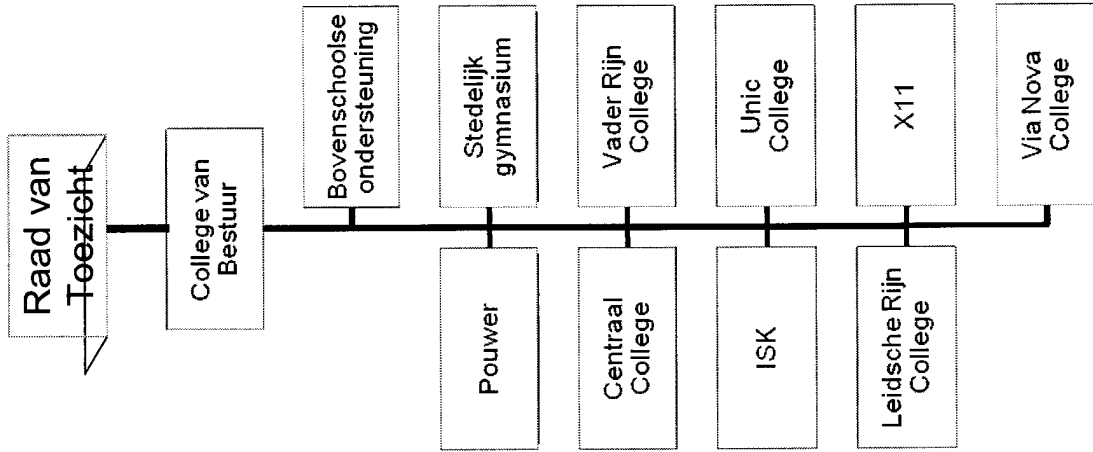 Raad van
Toezicht
College van
Bestuur
Bovenschoolse
ondersteuning
Pouwer
Stedelijk
gymnasium
Centraal
College
Vader Rijn
College
ISK
Unic
College
Leidsche Rijn
College
X11
Via Nova
College